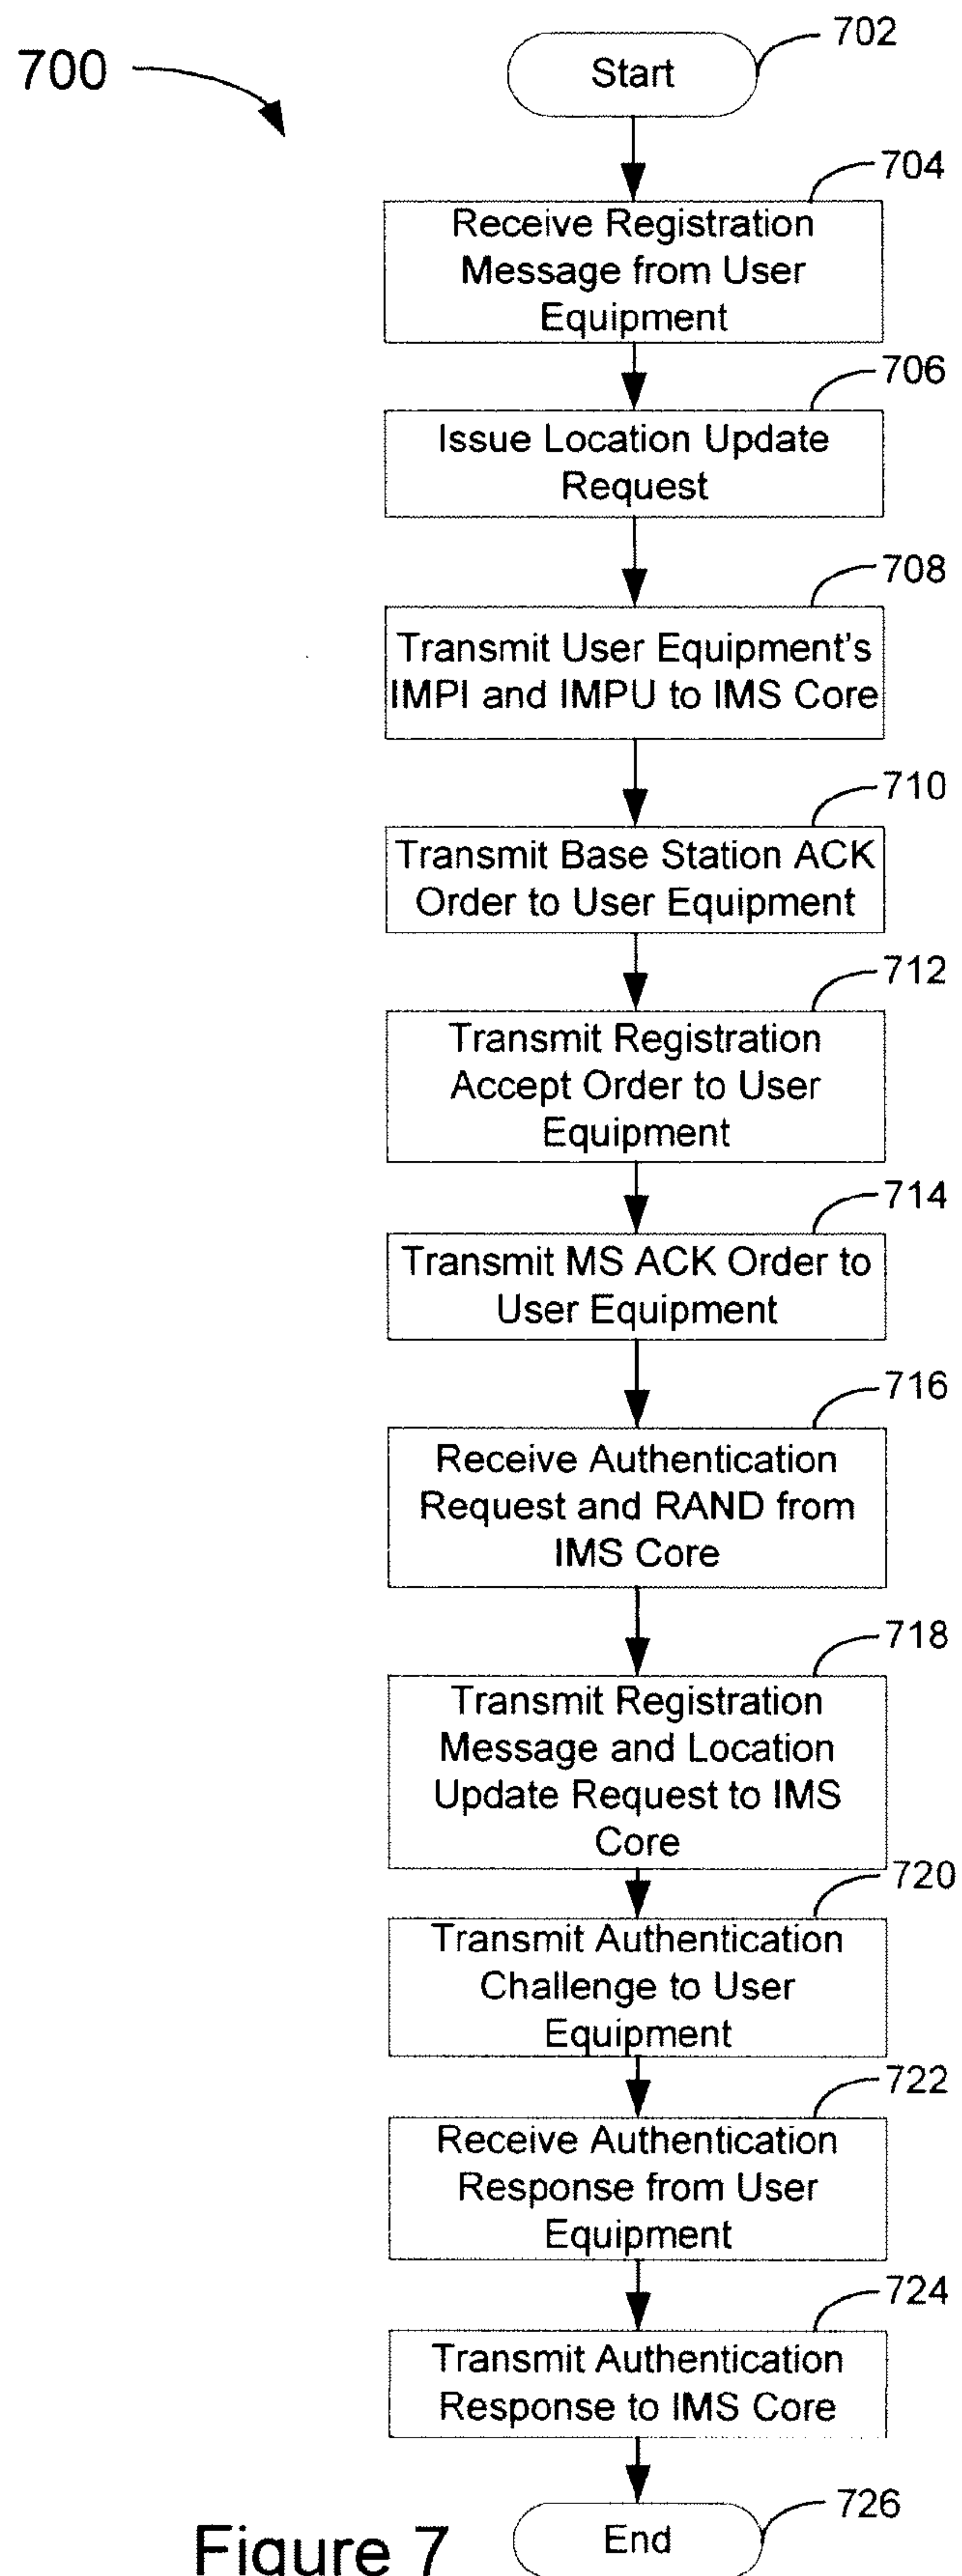 700
702
Start
704
Receive Registration
Message from User
Equipment
706
Issue Location Update
Request
708
Transmit User Equipment's
IMPI and IMPU to IMS Core
710
Transmit Base Station ACK
Order to User Equipment
712
Transmit Registration
Accept Order to User
Equipment
714
Transmit MS ACK Order to
User Equipment
716
Receive Authentication
Request and RAND from
IMS Core
718
Transmit Registration
Message and Location
Update Request to IMS
Core
720
Transmit Authentication
Challenge to User
Equipment
722
Receive Authentication
Response from User
Equipment
724
Transmit Authentication
Response to IMS Core
726
End
Figure 7